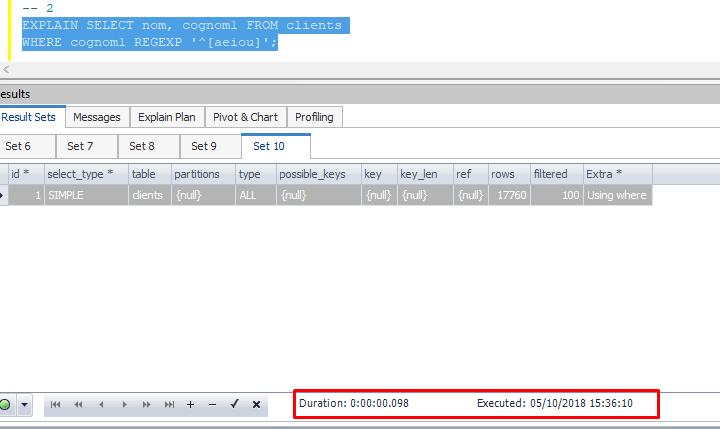 -- 2
EXPLAIN SELECT nom, cognom1 FROM clients
WHERE cognom1 REGEXP '^[aeiou]';
esults
Result Sets Messages Explain Plan Pivot & Chart Profiling
Set 6 Set 7 Set 8 Set 9 Set 10
id * select_type * table partitions type possible_keys key key_len ref rows filtered Extra *
1 SIMPLE clients {null} ALL {null} {null} {null} {null} 17760 100 Using where
Duration: 0:00:00.098 Executed: 05/10/2018 15:36:10